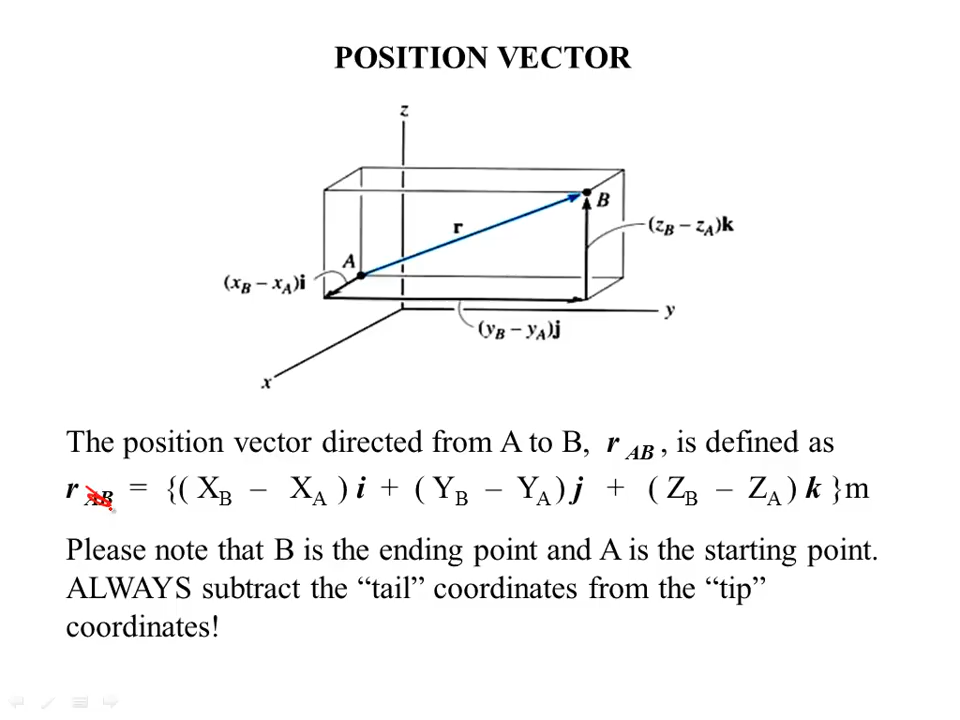 POSITION VECTOR
z
B
r
(z_B – z_A)k
A
(x_B – x_A)i
y
(y_B – y_A)j
x
The position vector directed from A to B, r AB , is defined as
r AB = {( X_B – X_A ) i + ( Y_B – Y_A ) j + ( Z_B – Z_A ) k }m
Please note that B is the ending point and A is the starting point.
ALWAYS subtract the “tail” coordinates from the “tip”
coordinates!